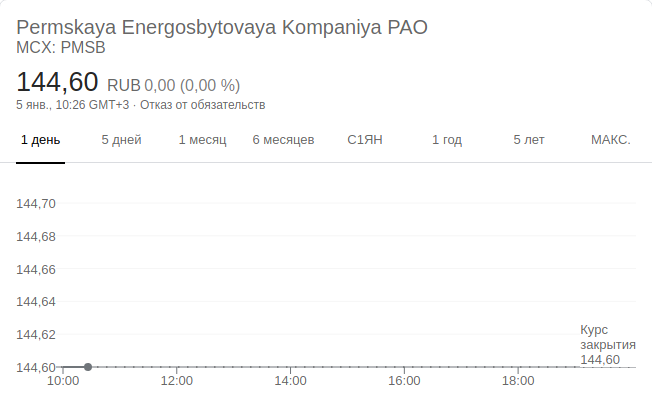 Permskaya Energosbytovaya Kompaniya PAO
MCX: PMSB
144,60 RUB 0,00 (0,00 %)
5 янв., 10:26 GMT+3 · Отказ от обязательств
1 день 5 дней 1 месяц 6 месяцев С1ЯН 1 год 5 лет МАКС.
144,70
144,68
144,66
144,64
144,62
144,60
Курс
закрытия
144,60
10:00 12:00 14:00 16:00 18:00